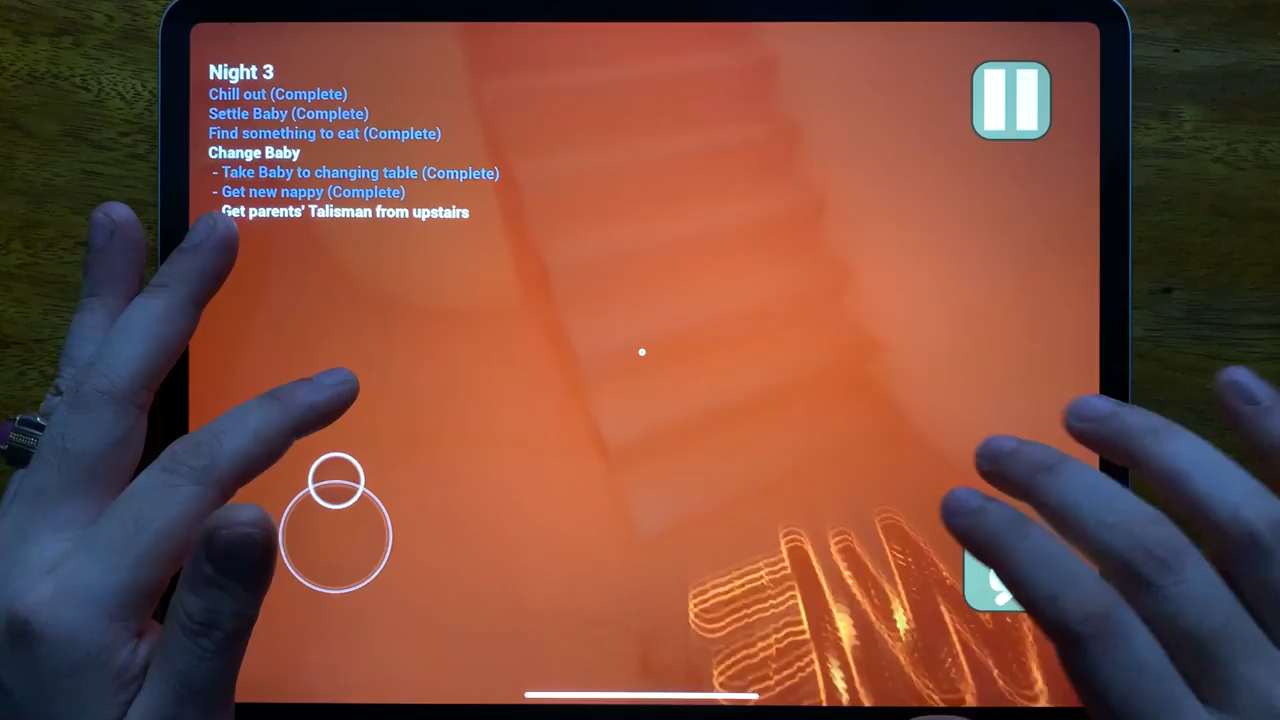 Night 3
Chill out (Complete)
Settle Baby (Complete)
Find something to eat (Complete)
Change Baby
- Take Baby to changing table (Complete)
- Get new nappy (Complete)
Get parents' Talisman from upstairs